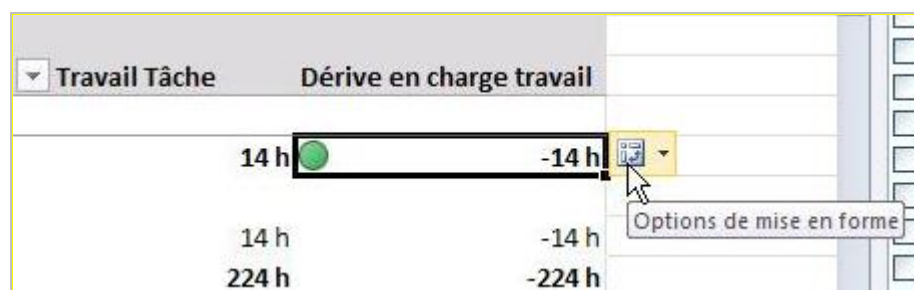 Travail Tâche Dérive en charge travail
14 h -14 h
Options de mise en forme
14 h -14 h
224 h -224 h